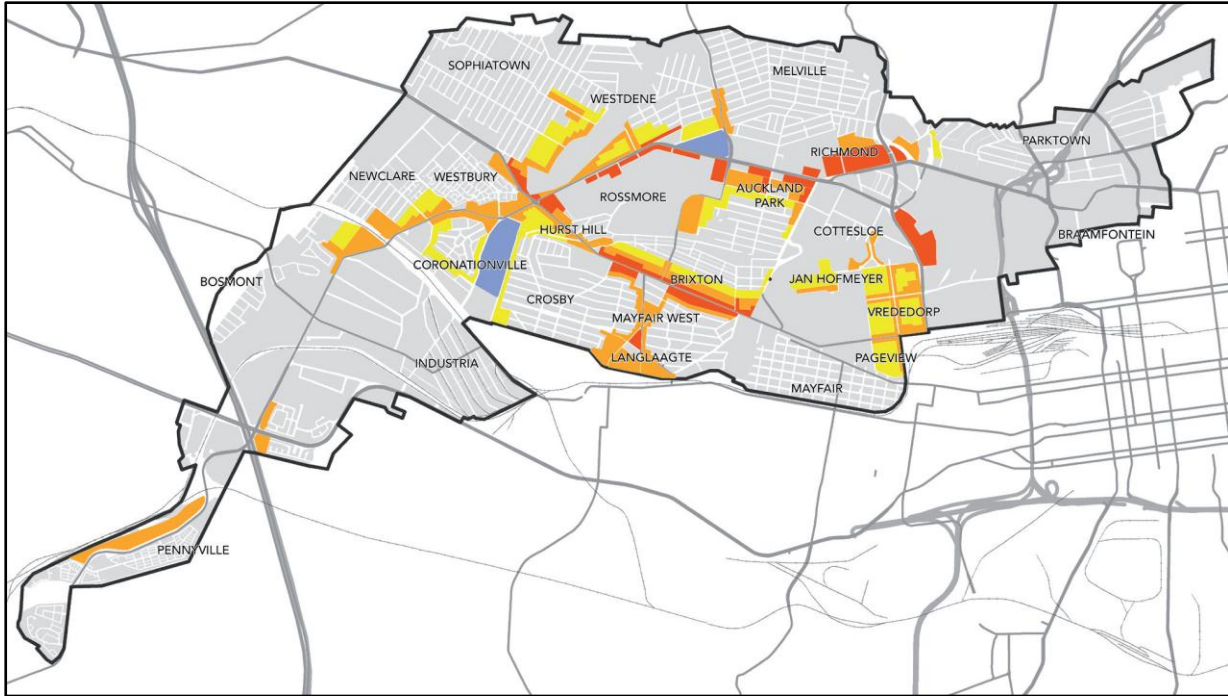 SOPHIATOWN
MELVILLE
WESTDENE
PARKTOWN
RICHMOND
NEWCLARE
WESTBURY
ROSSMORE
AUCKLAND
PARK
HURST HILL
COTTESLOE
BRAAMFONTEIN
CORONATIONVILLE
BOSMONT
BRIXTON
JAN HOFMEYER
CROSBY
VREDEDORP
MAYFAIR WEST
LANGLAAGTE
PAGEVIEW
INDUSTRIA
MAYFAIR
PENNYVILLE